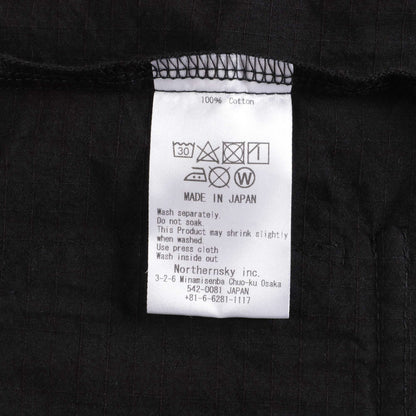 100% Cotton
30
W
MADE IN JAPAN
Wash separately.
Do not soak.
This Product may shrink slightly
when washed.
Use press cloth
Wash inside out
Northernsky inc.
3-2-6 Minamisenba Chuo-ku Osaka
542-0081 JAPAN
+81-6-6281-1117